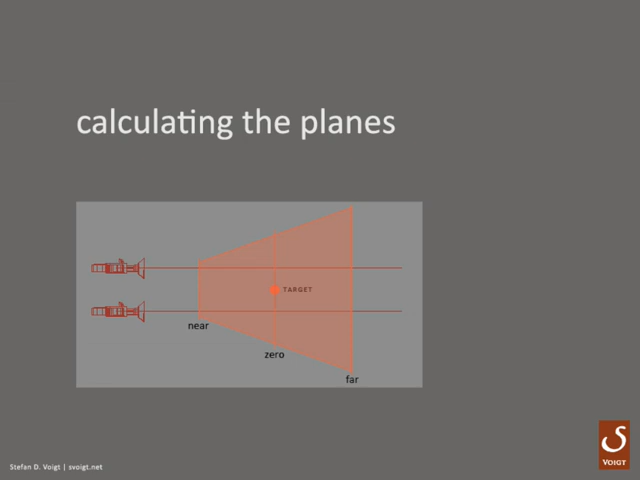 calculating the planes
TARGET
near
zero
far
S
VOIGT
Stefan D. Voigt | svoigt.net